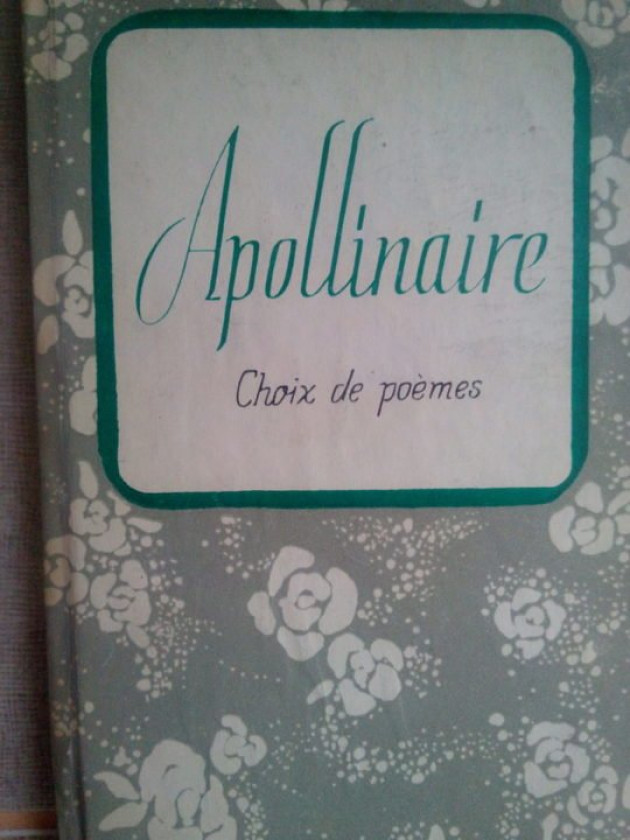 Apollinaire
Choix de poèmes